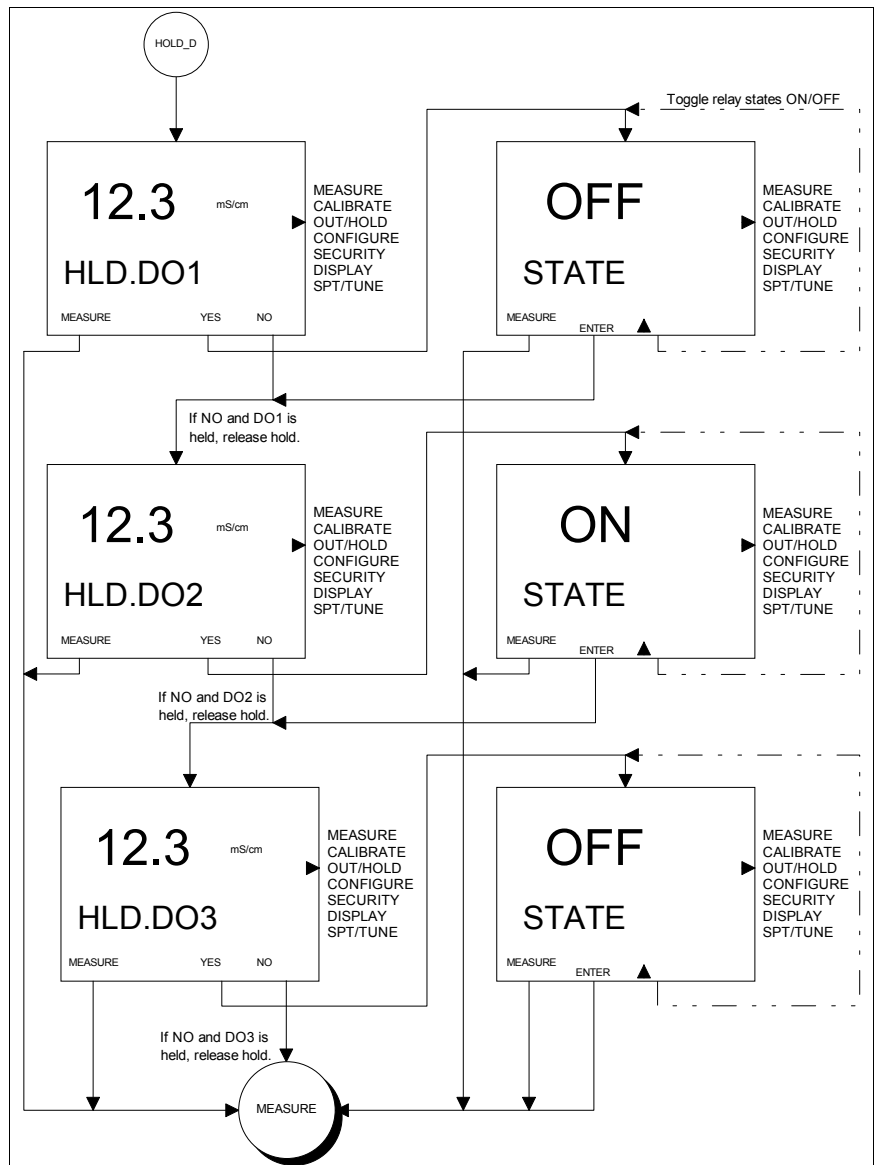 HOLD_D
Toggle relay states ON/OFF
12.3 mS/cm
HLD.DO1
MEASURE YES NO
MEASURE
CALIBRATE
OUT/HOLD
CONFIGURE
SECURITY
DISPLAY
SPT/TUNE
OFF
STATE
MEASURE ENTER
MEASURE
CALIBRATE
OUT/HOLD
CONFIGURE
SECURITY
DISPLAY
SPT/TUNE
If NO and DO1 is
held, release hold.
12.3 mS/cm
HLD.DO2
MEASURE YES NO
MEASURE
CALIBRATE
OUT/HOLD
CONFIGURE
SECURITY
DISPLAY
SPT/TUNE
ON
STATE
MEASURE ENTER
MEASURE
CALIBRATE
OUT/HOLD
CONFIGURE
SECURITY
DISPLAY
SPT/TUNE
If NO and DO2 is
held, release hold.
12.3 mS/cm
HLD.DO3
MEASURE YES NO
MEASURE
CALIBRATE
OUT/HOLD
CONFIGURE
SECURITY
DISPLAY
SPT/TUNE
OFF
STATE
MEASURE ENTER
MEASURE
CALIBRATE
OUT/HOLD
CONFIGURE
SECURITY
DISPLAY
SPT/TUNE
If NO and DO3 is
held, release hold.
MEASURE